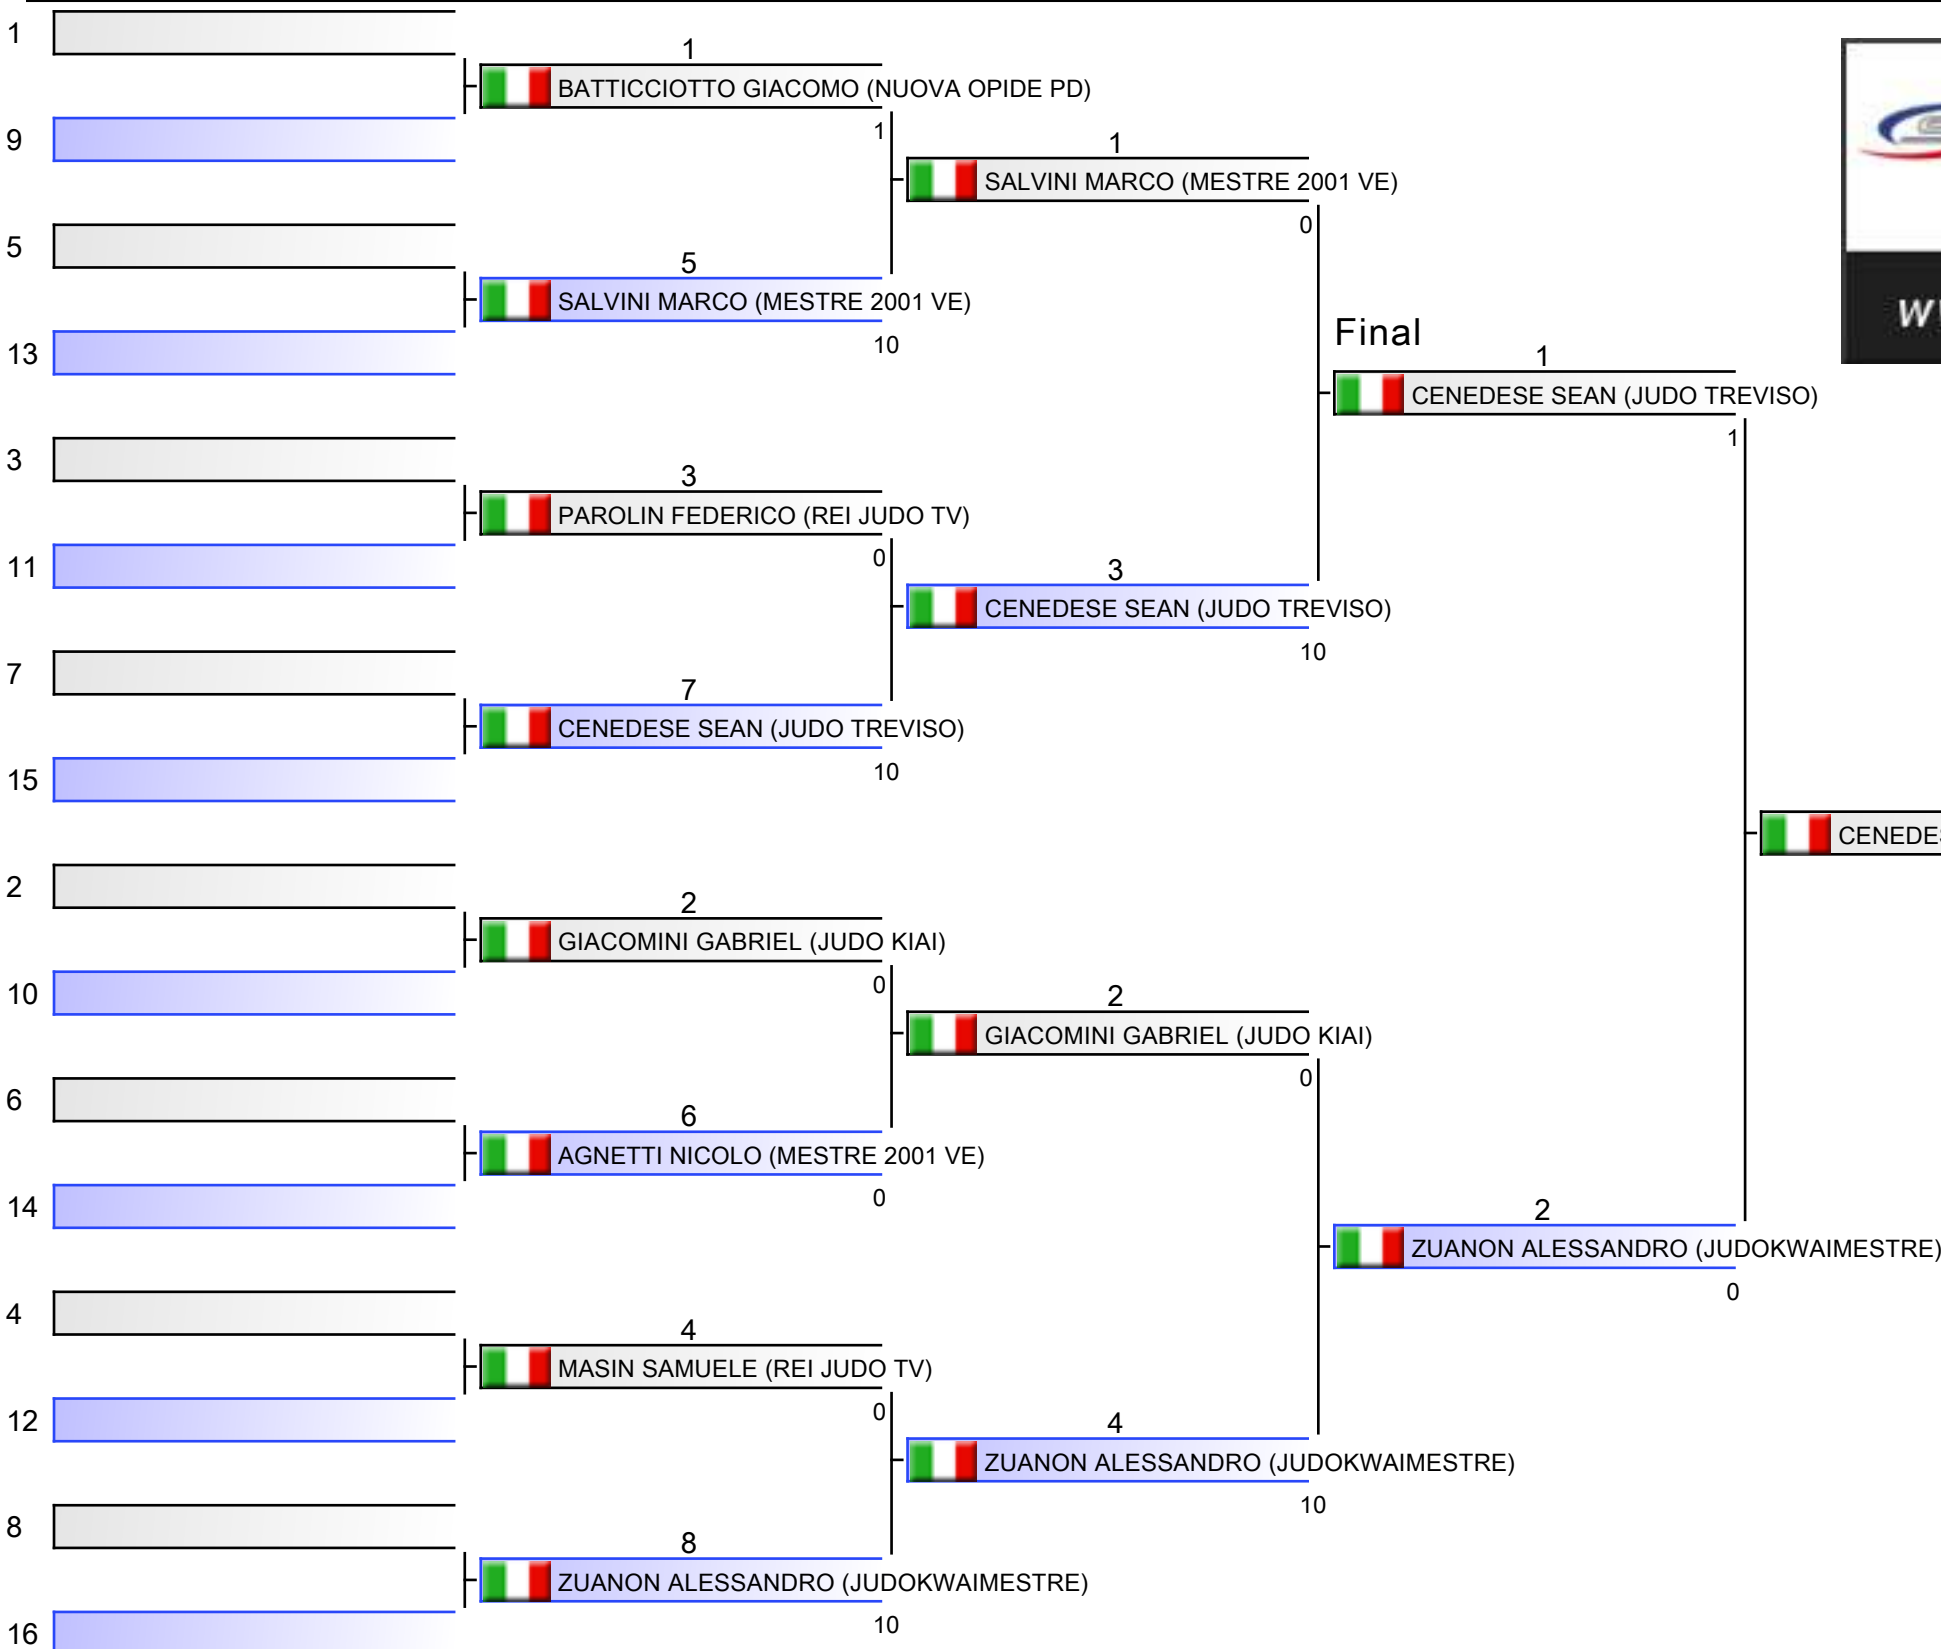 1
1
BATTICCIOTTO GIACOMO (NUOVA OPIDE PD)
9
1
1
SALVINI MARCO (MESTRE 2001 VE)
0
5
5
SALVINI MARCO (MESTRE 2001 VE)
10
13
Final
1
CENEDESE SEAN (JUDO TREVISO)
1
3
3
PAROLIN FEDERICO (REI JUDO TV)
0
11
3
CENEDESE SEAN (JUDO TREVISO)
10
7
7
CENEDESE SEAN (JUDO TREVISO)
10
15
2
2
GIACOMINI GABRIEL (JUDO KIAI)
0
10
2
GIACOMINI GABRIEL (JUDO KIAI)
0
6
6
AGNETTI NICOLO (MESTRE 2001 VE)
0
14
2
ZUANON ALESSANDRO (JUDOKWAIMESTRE)
0
4
4
MASIN SAMUELE (REI JUDO TV)
0
12
4
ZUANON ALESSANDRO (JUDOKWAIMESTRE)
10
8
8
ZUANON ALESSANDRO (JUDOKWAIMESTRE)
10
16